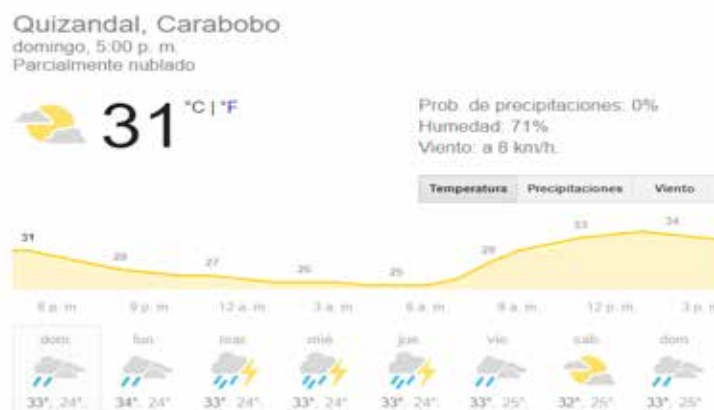 Quizandal, Carabobo
domingo, 5:00 p. m.
Parcialmente nublado
31 °C | °F
Prob. de precipitaciones: 0%
Humedad: 71%
Viento: a 8 km/h.
Temperatura Precipitaciones Viento
31 28 27 26 25 29 33 34
6 p. m. 9 p. m. 12 a. m. 3 a. m. 6 a. m. 9 a. m. 12 p. m. 3 p. m
dom. lun. mar. mié. jue. vie. sáb. dom.
33°, 24°, 34°, 24° 33°, 24°, 33°, 24° 33°, 24°, 33°, 25°, 32°, 25°, 33°, 25°